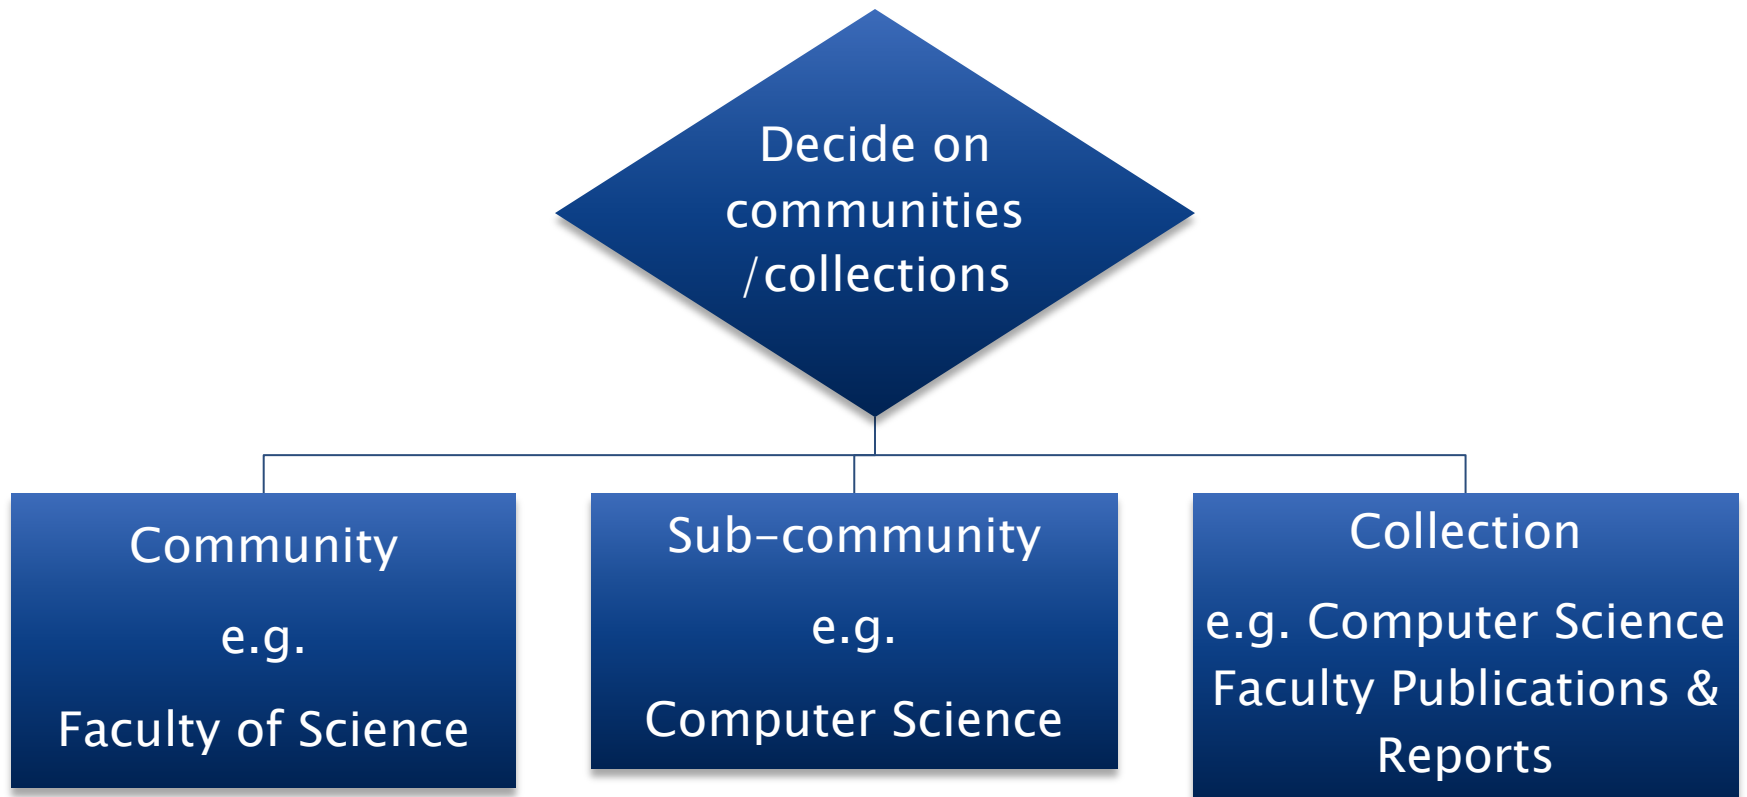 Decide on
communities
/collections
Community
e.g.
Faculty of Science
Sub-community
e.g.
Computer Science
Collection
e.g. Computer Science
Faculty Publications &
Reports